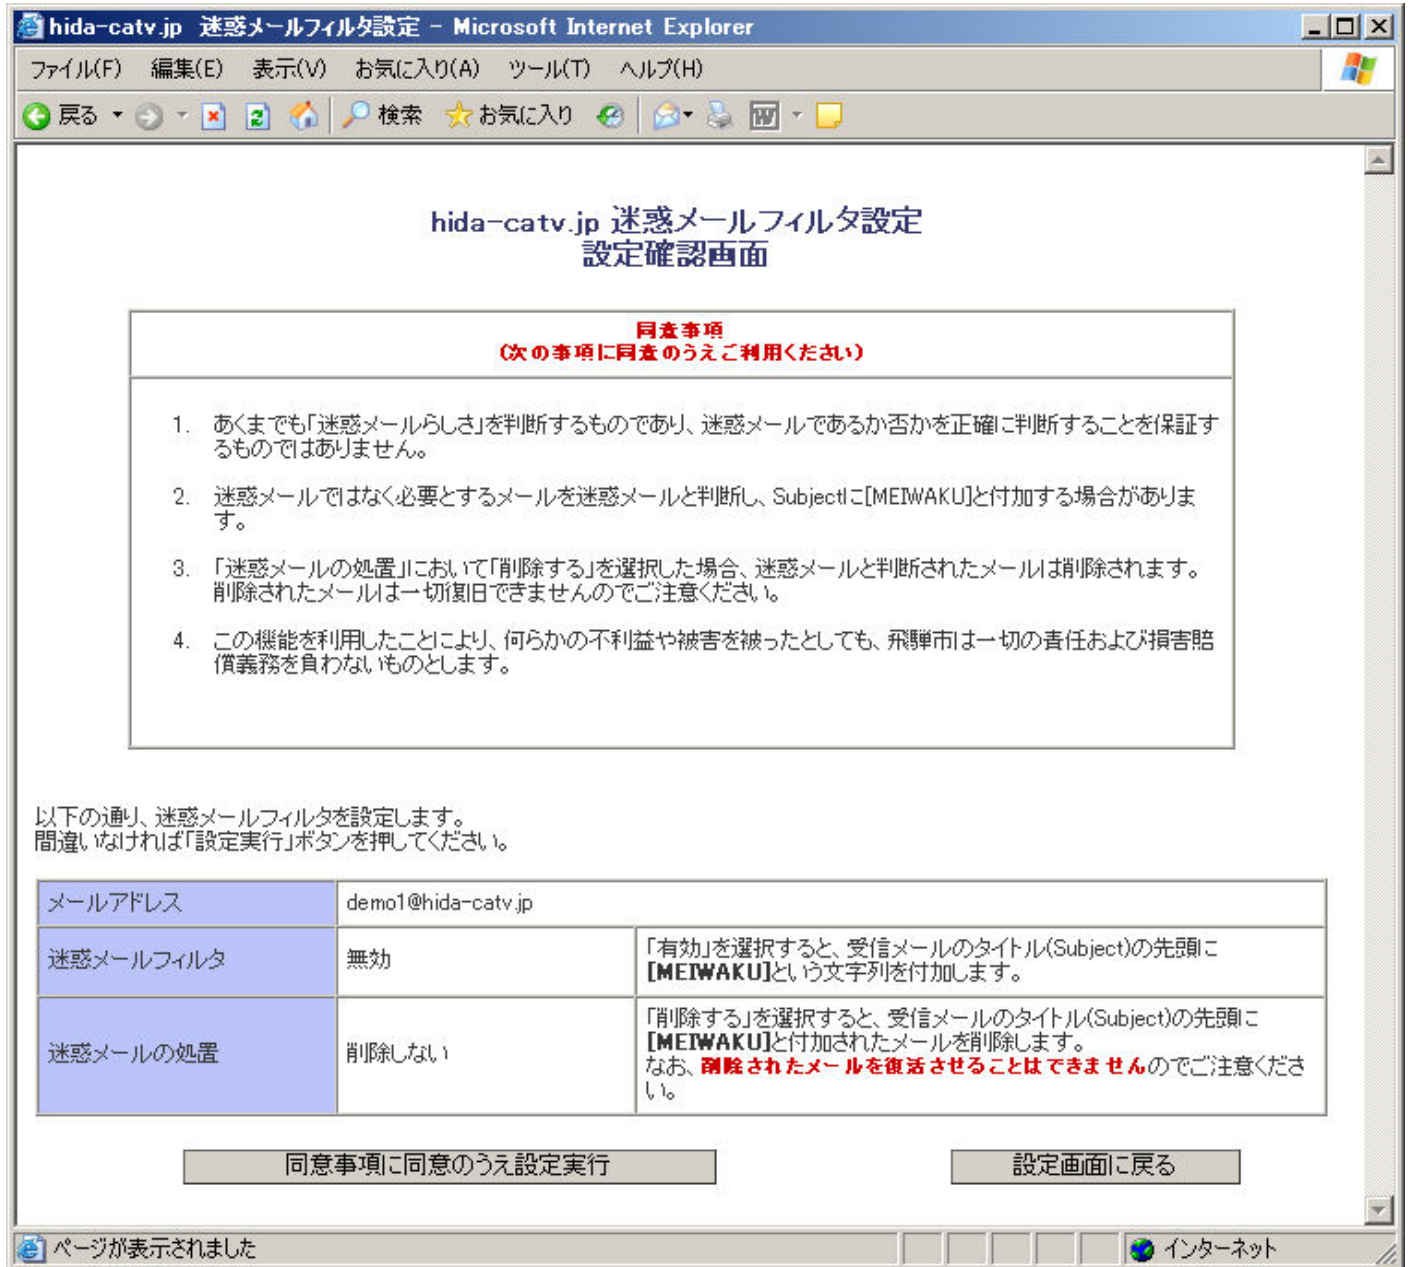 hida-catv.jp 迷惑メールフィルタ設定 - Microsoft Internet Explorer
ファイル(F) 編集(E) 表示(V) お気に入り(A) ツール(T) ヘルプ(H)
戻る 検索 お気に入り
hida-catv.jp 迷惑メールフィルタ設定
設定確認画面
同意事項
(次の事項に同意のうえご利用ください)
1. あくまでも「迷惑メールらしさ」を判断するものであり、迷惑メールであるか否かを正確に判断することを保証す
るものではありません。
2. 迷惑メールではなく必要とするメールを迷惑メールと判断し、Subjectに[MEIWAKU]と付加する場合がありま
す。
3. 「迷惑メールの処置」において「削除する」を選択した場合、迷惑メールと判断されたメールは削除されます。
削除されたメールは一切復旧できませんのでご注意ください。
4. この機能を利用したことにより、何らかの不利益や被害を被ったとしても、飛騨市は一切の責任および損害賠
償義務を負わないものとします。
以下の通り、迷惑メールフィルタを設定します。
間違いなければ「設定実行」ボタンを押してください。
メールアドレス demo1@hida-catv.jp
迷惑メールフィルタ 無効
「有効」を選択すると、受信メールのタイトル(Subject)の先頭に
[MEIWAKU]という文字列を付加します。
迷惑メールの処置 削除しない
「削除する」を選択すると、受信メールのタイトル(Subject)の先頭に
[MEIWAKU]と付加されたメールを削除します。
なお、削除されたメールを復活させることはできませんのでご注意くださ
い。
同意事項に同意のうえ設定実行 設定画面に戻る
ページが表示されました インターネット